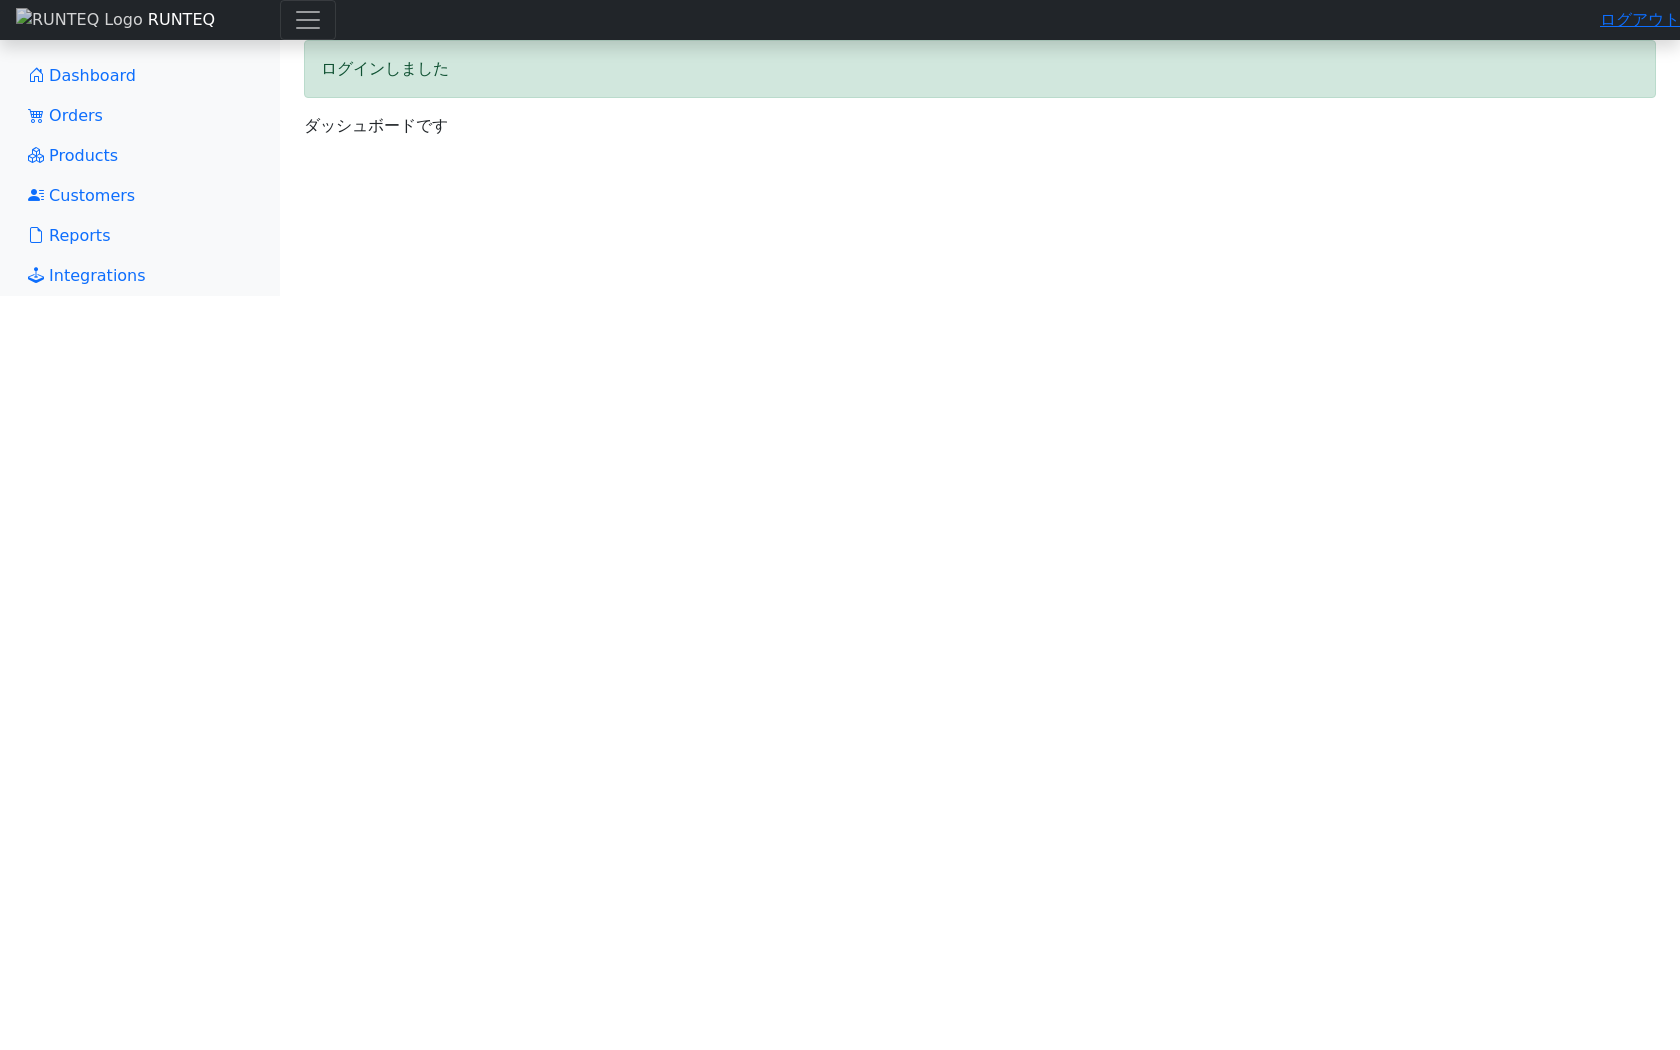 RUNTEQ Logo RUNTEQ
ログアウト
Dashboard
Orders
Products
Customers
Reports
Integrations
ログインしました
ダッシュボードです